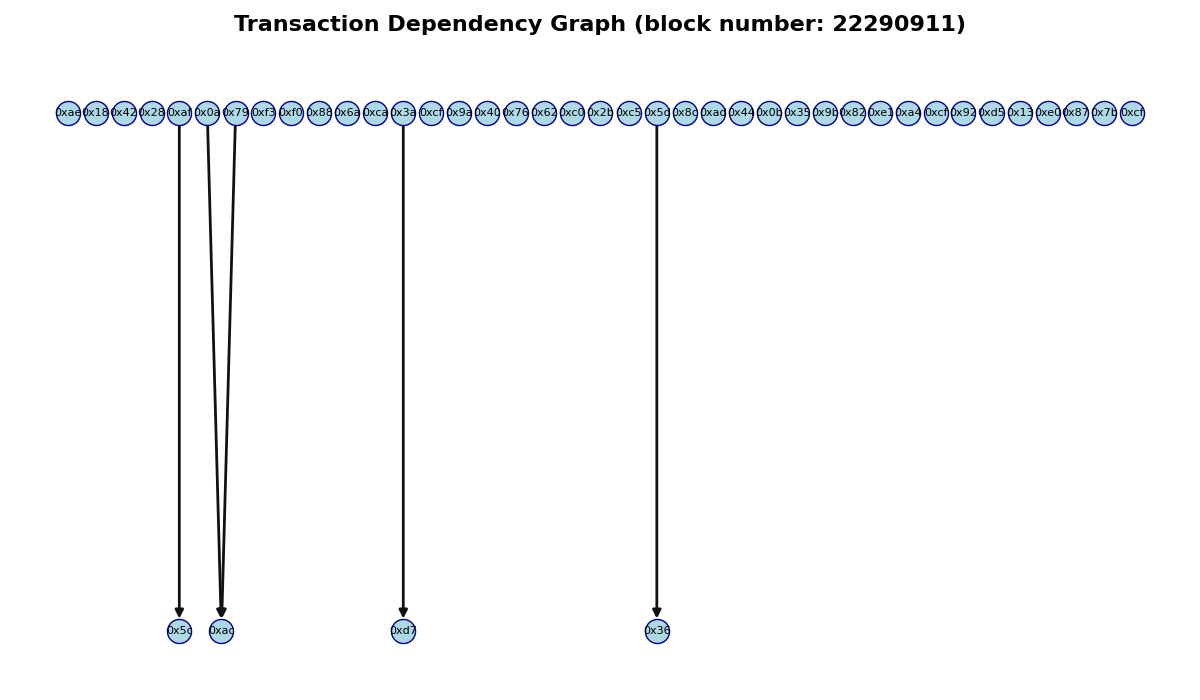 Transaction Dependency Graph (block number: 22290911)
0xae 0x18 0x42 0x28 0xaf 0x0a 0x79 0xf3 0xf0 0x88 0x6a 0xca 0x3a 0xcf 0x9a 0x40 0x76 0x62 0xc0 0x2b 0xc5 0x5d 0x8c 0xad 0x44 0x0b 0x35 0x9b 0x82 0xe1 0xa4 0xcf 0x92 0xd5 0x13 0xe0 0x87 0x7b 0xcf
0x5c 0xac 0xd7 0x36